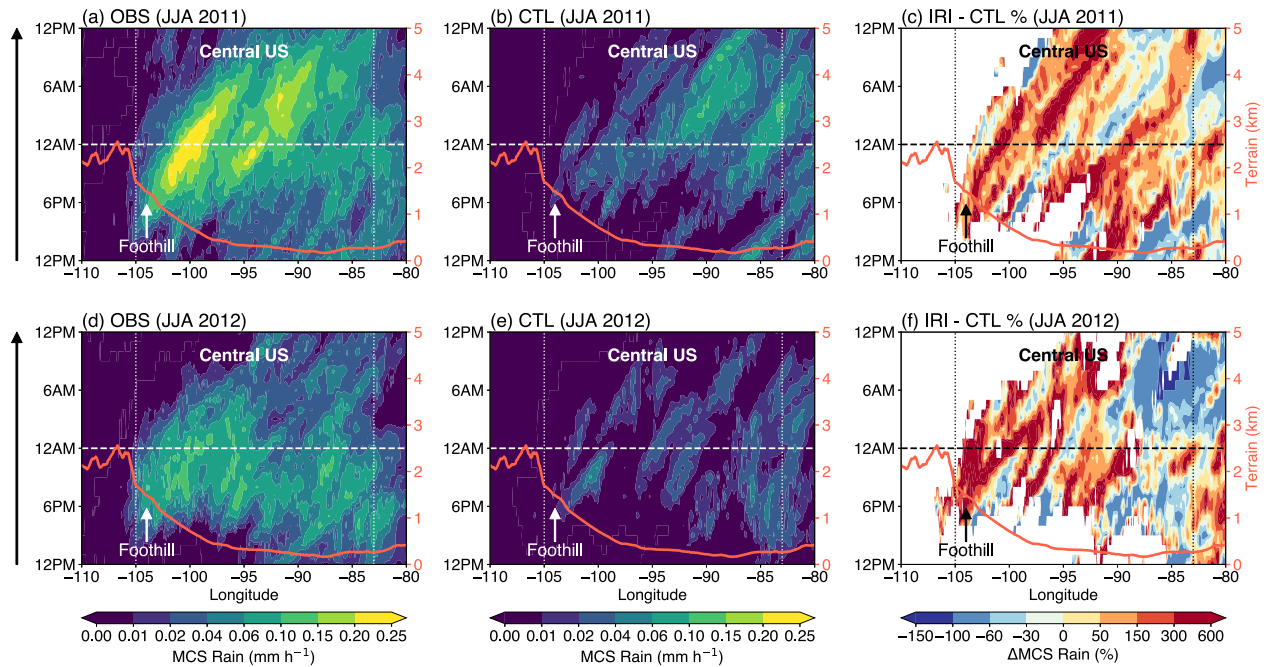 (a) OBS (JJA 2011)
(b) CTL (JJA 2011)
(c) IRI - CTL % (JJA 2011)
12PM
6AM
12AM
6PM
12PM
Central US
Foothill
−110 −105 −100 −95 −90 −85 −80
5
4
3
2
1
0
12PM
6AM
12AM
6PM
12PM
Central US
Foothill
−110 −105 −100 −95 −90 −85 −80
5
4
3
2
1
0
12PM
6AM
12AM
6PM
12PM
Central US
Foothill
−110 −105 −100 −95 −90 −85 −80
5
4
3
2
1
0
Terrain (km)
(d) OBS (JJA 2012)
(e) CTL (JJA 2012)
(f) IRI - CTL % (JJA 2012)
12PM
6AM
12AM
6PM
12PM
Central US
Foothill
−110 −105 −100 −95 −90 −85 −80
5
4
3
2
1
0
12PM
6AM
12AM
6PM
12PM
Central US
Foothill
−110 −105 −100 −95 −90 −85 −80
Longitude
5
4
3
2
1
0
12PM
6AM
12AM
6PM
12PM
Central US
Foothill
−110 −105 −100 −95 −90 −85 −80
Longitude
5
4
3
2
1
0
Terrain (km)
Longitude
0.00 0.01 0.02 0.04 0.06 0.10 0.15 0.20 0.25
MCS Rain (mm h⁻¹)
0.00 0.01 0.02 0.04 0.06 0.10 0.15 0.20 0.25
MCS Rain (mm h⁻¹)
−150 −100 −60 −30 0 50 150 300 600
ΔMCS Rain (%)